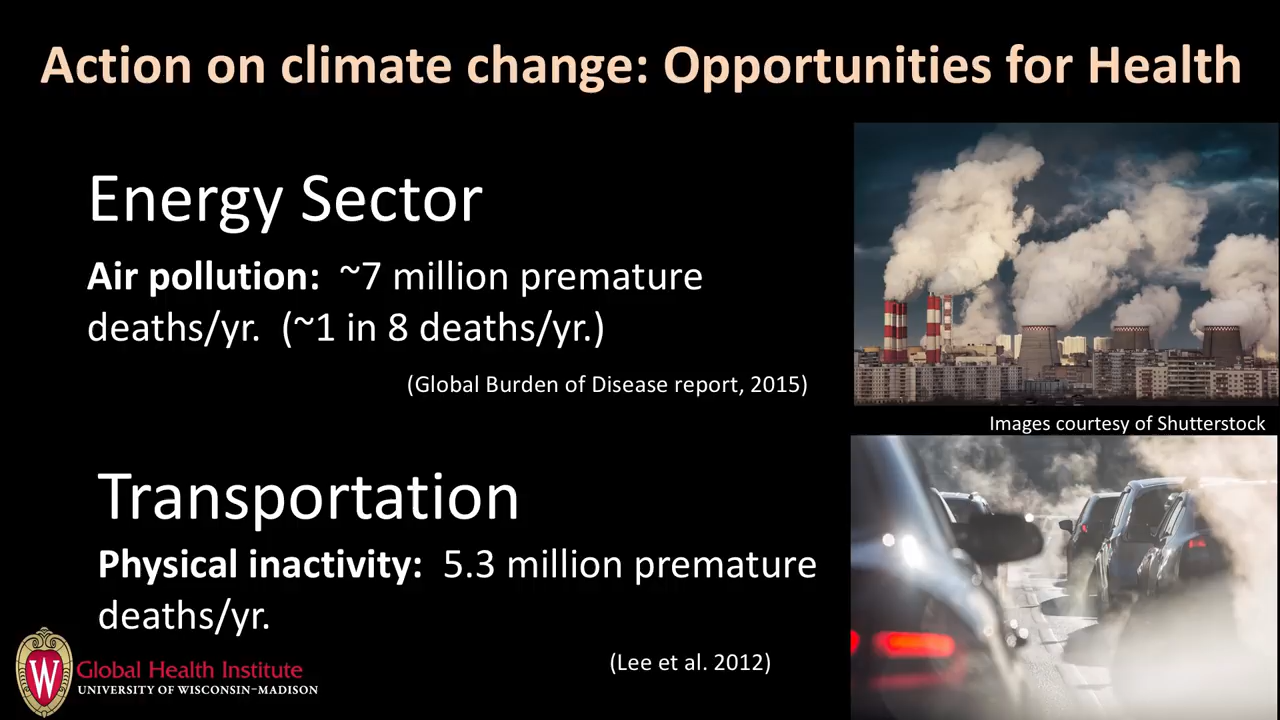 Action on climate change: Opportunities for Health
Energy Sector
Air pollution: ~7 million premature
deaths/yr. (~1 in 8 deaths/yr.)
(Global Burden of Disease report, 2015)
Images courtesy of Shutterstock
Transportation
Physical inactivity: 5.3 million premature
deaths/yr.
(Lee et al. 2012)
W
Global Health Institute
UNIVERSITY OF WISCONSIN–MADISON